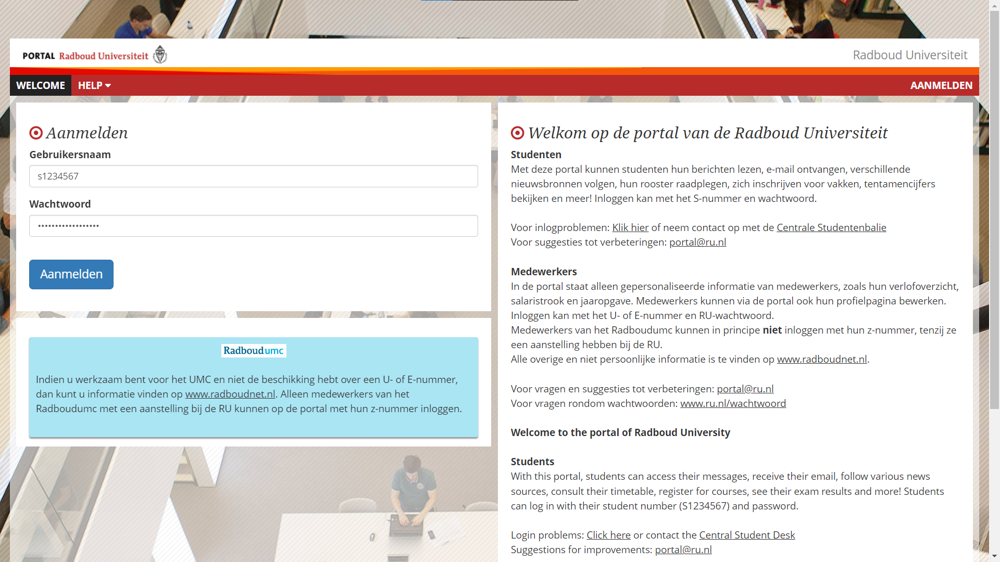 PORTAL Radboud Universiteit
Radboud Universiteit
WELCOME HELP AANMELDEN
Aanmelden
Gebruikersnaam
s1234567
Wachtwoord
••••••••••••••••••
Aanmelden
Radboudumc
Indien u werkzaam bent voor het UMC en niet de beschikking hebt over een U- of E-nummer,
dan kunt u informatie vinden op www.radboudnet.nl. Alleen medewerkers van het
Radboudumc met een aanstelling bij de RU kunnen op de portal met hun z-nummer inloggen.
Welkom op de portal van de Radboud Universiteit
Studenten
Met deze portal kunnen studenten hun berichten lezen, e-mail ontvangen, verschillende
nieuwsbronnen volgen, hun rooster raadplegen, zich inschrijven voor vakken, tentamencijfers
bekijken en meer! Inloggen kan met het S-nummer en wachtwoord.
Voor inlogproblemen: Klik hier of neem contact op met de Centrale Studentenbalie
Voor suggesties tot verbeteringen: portal@ru.nl
Medewerkers
In de portal staat alleen gepersonaliseerde informatie van medewerkers, zoals hun verlofoverzicht,
salaristrook en jaaropgave. Medewerkers kunnen via de portal ook hun profielpagina bewerken.
Inloggen kan met het U- of E-nummer en RU-wachtwoord.
Medewerkers van het Radboudumc kunnen in principe niet inloggen met hun z-nummer, tenzij ze
een aanstelling hebben bij de RU.
Alle overige en niet persoonlijke informatie is te vinden op www.radboudnet.nl.
Voor vragen en suggesties tot verbeteringen: portal@ru.nl
Voor vragen rondom wachtwoorden: www.ru.nl/wachtwoord
Welcome to the portal of Radboud University
Students
With this portal, students can access their messages, receive their email, follow various news
sources, consult their timetable, register for courses, see their exam results and more! Students
can log in with their student number (S1234567) and password.
Login problems: Click here or contact the Central Student Desk
Suggestions for improvements: portal@ru.nl